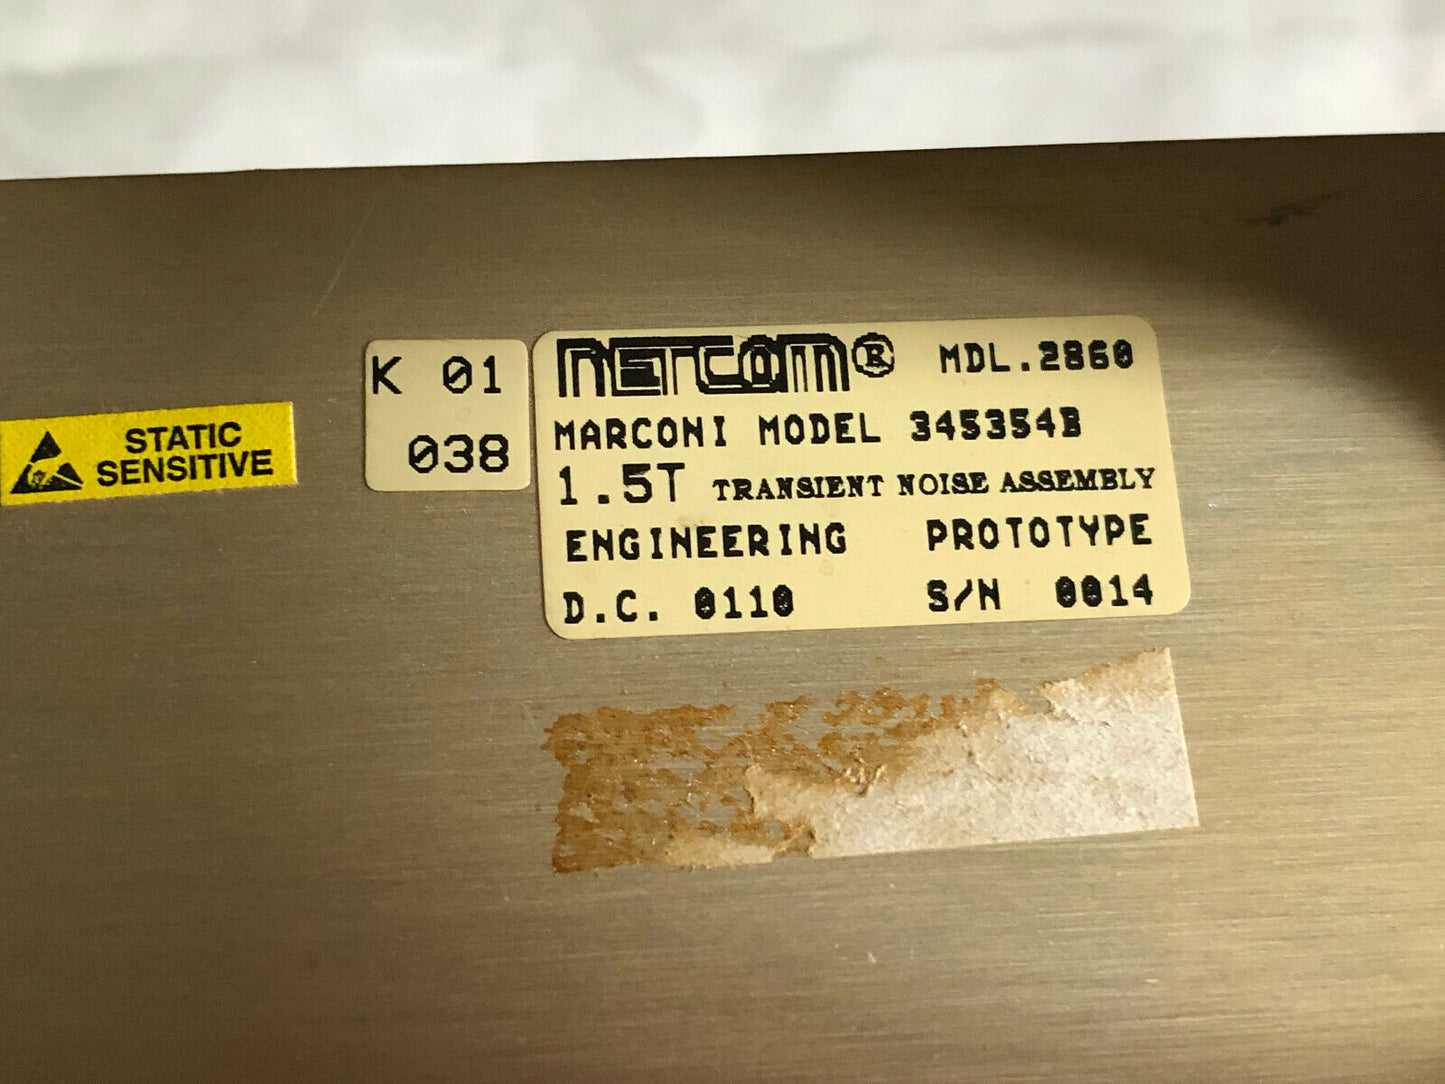 STATIC
SENSITIVE
K 01
038
NETCOM® MDL.2860
MARCONI MODEL 345354B
1.5T TRANSIENT NOISE ASSEMBLY
ENGINEERING PROTOTYPE
D.C. 0110 S/N 0014